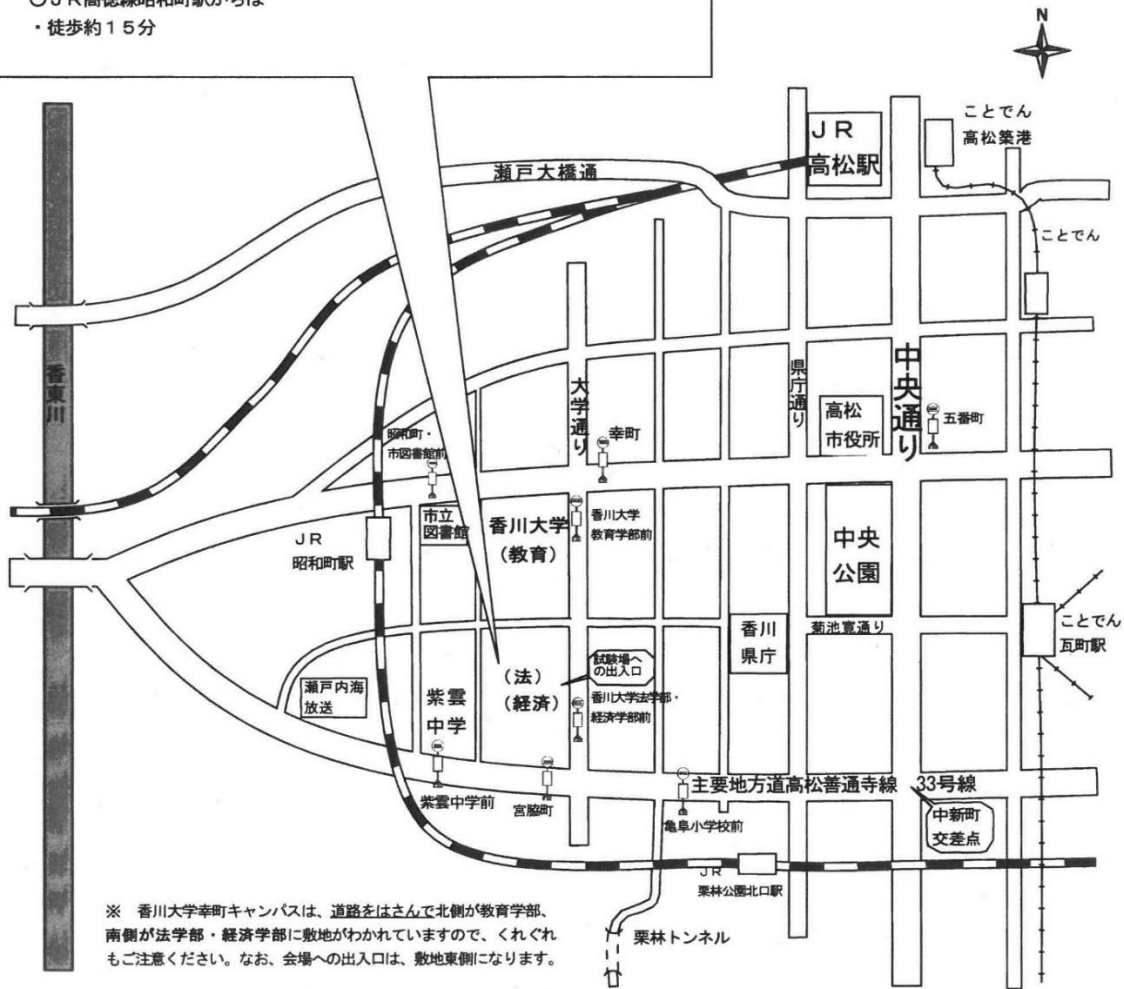 ○JR高徳線昭和町駅からは
・徒歩約15分
N
ことでん
高松築港
JR
高松駅
瀬戸大橋通
ことでん
香東川
大学通り
県庁通り
中央通り
高松
市役所
五番町
昭和町・
市図書館前
幸町
市立
図書館
香川大学
(教育)
香川大学
教育学部前
JR
昭和町駅
中央
公園
香川
県庁
菊池寛通り
ことでん
瓦町駅
試験場へ
の出入口
(法)
(経済)
瀬戸内海
放送
紫雲
中学
香川大学法学部・
経済学部前
紫雲中学前
宮脇町
主要地方道高松善通寺線 33号線
亀阜小学校前
中新町
交差点
JR
栗林公園北口駅
栗林トンネル
※ 香川大学幸町キャンパスは、道路をはさんで北側が教育学部、
南側が法学部・経済学部に敷地がわかれていますので、くれぐれ
もご注意ください。なお、会場への出入口は、敷地東側になります。